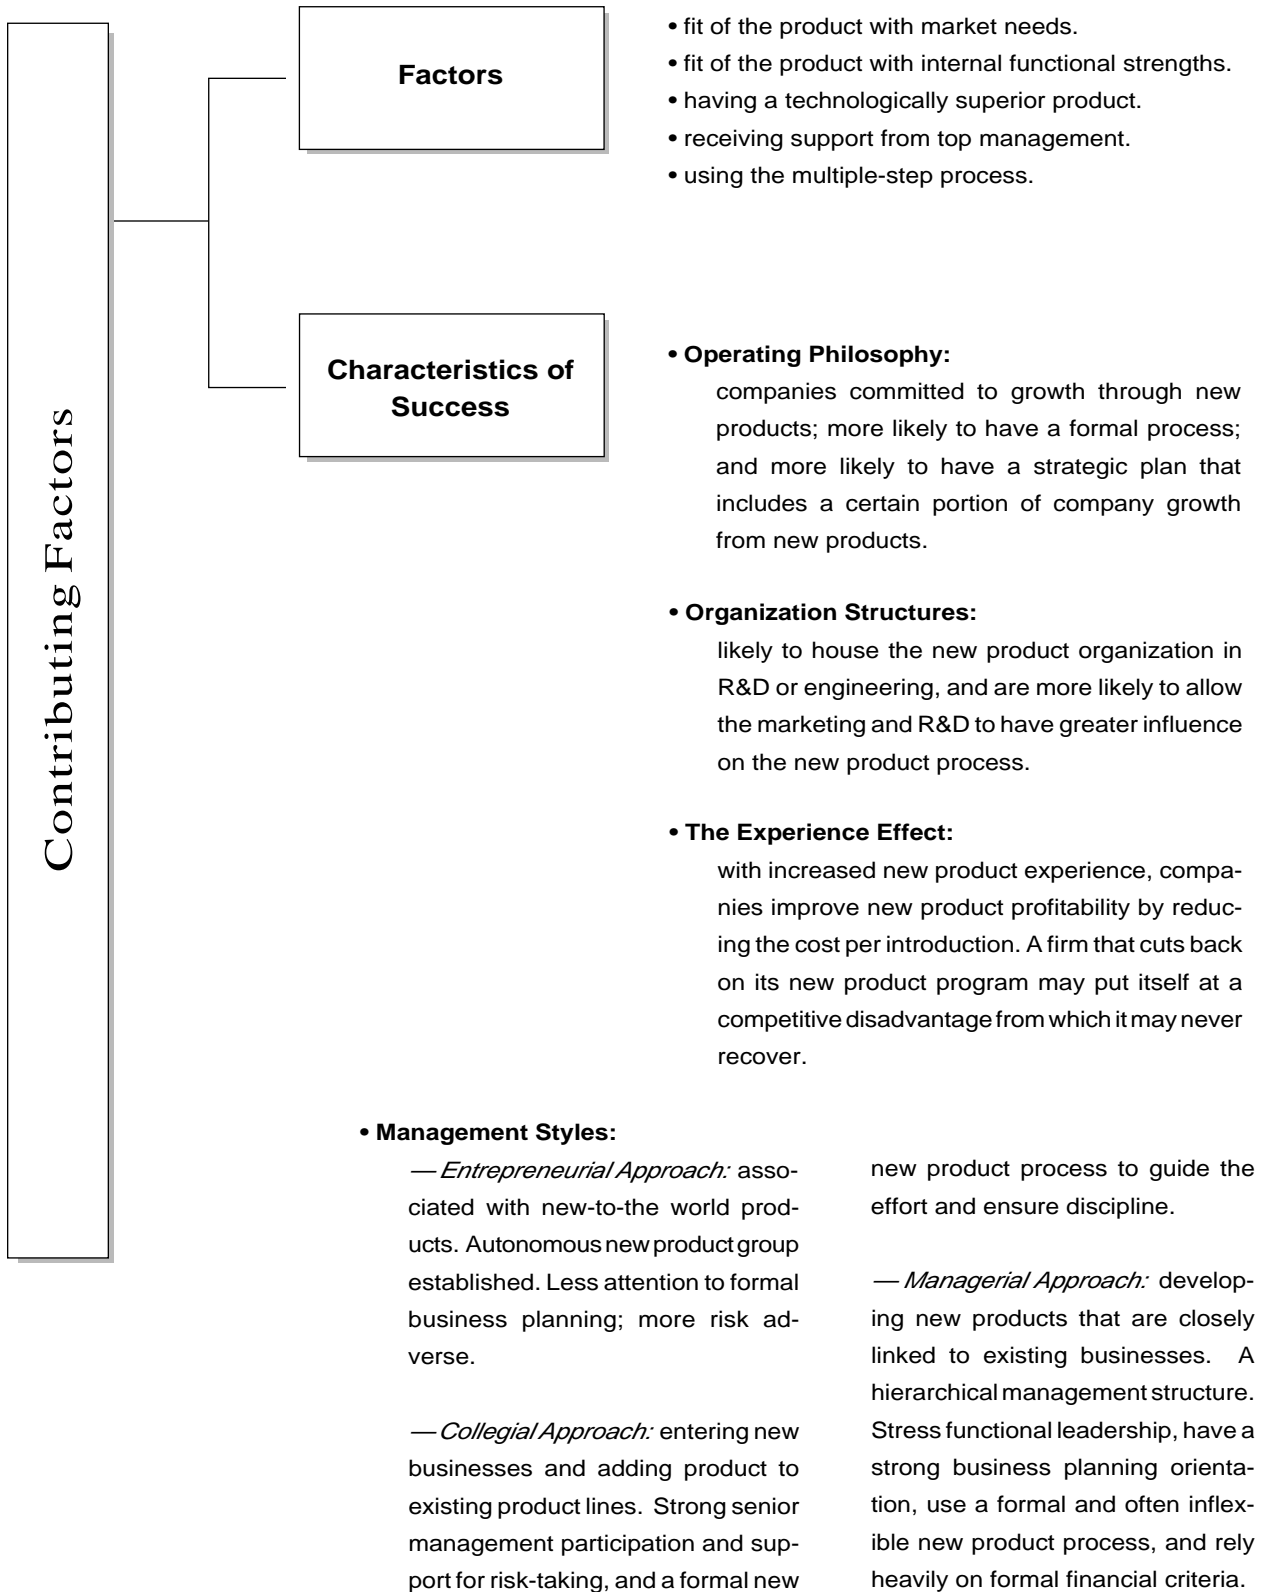 Contributing Factors
Factors
• fit of the product with market needs.
• fit of the product with internal functional strengths.
• having a technologically superior product.
• receiving support from top management.
• using the multiple-step process.
Characteristics of
Success
• Operating Philosophy:
companies committed to growth through new
products; more likely to have a formal process;
and more likely to have a strategic plan that
includes a certain portion of company growth
from new products.
• Organization Structures:
likely to house the new product organization in
R&D or engineering, and are more likely to allow
the marketing and R&D to have greater influence
on the new product process.
• The Experience Effect:
with increased new product experience, compa-
nies improve new product profitability by reduc-
ing the cost per introduction. A firm that cuts back
on its new product program may put itself at a
competitive disadvantage from which it may never
recover.
• Management Styles:
— Entrepreneurial Approach: asso-
ciated with new-to-the world prod-
ucts. Autonomous new product group
established. Less attention to formal
business planning; more risk ad-
verse.
— Collegial Approach: entering new
businesses and adding product to
existing product lines. Strong senior
management participation and sup-
port for risk-taking, and a formal new
new product process to guide the
effort and ensure discipline.
— Managerial Approach: develop-
ing new products that are closely
linked to existing businesses. A
hierarchical management structure.
Stress functional leadership, have a
strong business planning orienta-
tion, use a formal and often inflex-
ible new product process, and rely
heavily on formal financial criteria.